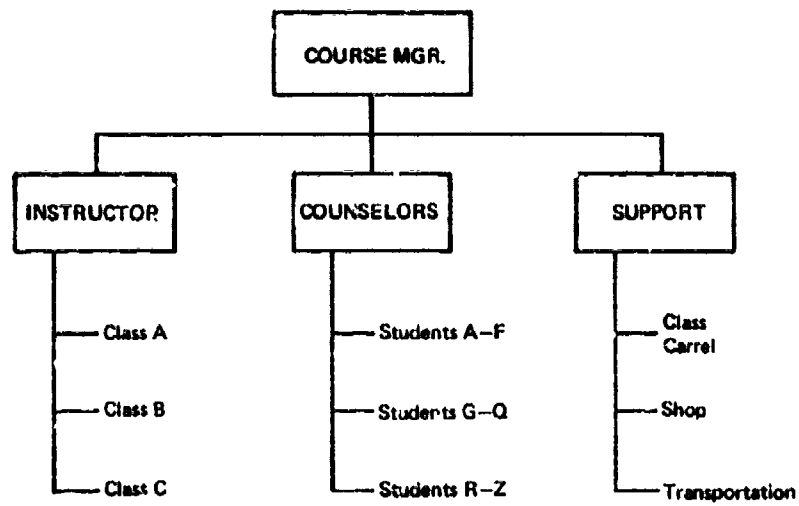 COURSE MGR.
INSTRUCTOR
COUNSELORS
SUPPORT
Class A
Students A-F
Class
Carrel
Class B
Students G-Q
Shop
Class C
Students R-Z
Transportation